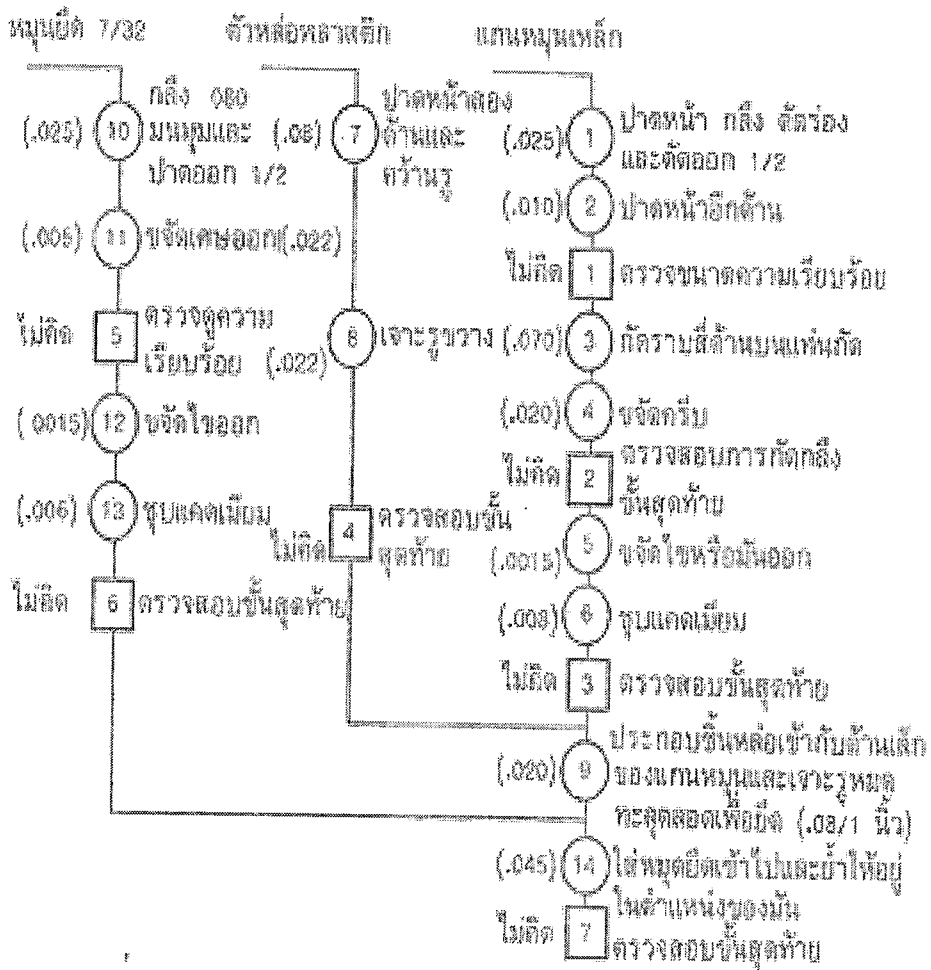 หมุนยึด 7/32
ตัวหล่อพลาสติก
แกนหมุนเหล็ก
(.025) 10 กลึง 080
มนหมุมและ
ปาดออก 1/2
(.005) 11 ขจัดเศษออก
ไม่คิด 5 ตรวจดูความ
เรียบร้อย
(.0015) 12 ขจัดไขออก
(.006) 13 ชุบแคดเมียม
ไม่คิด 6 ตรวจสอบขั้นสุดท้าย
(.08) 7 ปาดหน้าสอง
ด้านและ
คว้านรู
(.022)
(.022) 8 เจาะรูขวาง
ไม่คิด 4 ตรวจสอบขั้น
สุดท้าย
(.025) 1 ปาดหน้า กลึง ตัดร่อง
และตัดออก 1/2
(.010) 2 ปาดหน้าอีกด้าน
ไม่คิด 1 ตรวจขนาดความเรียบร้อย
(.070) 3 กัดราบสี่ด้านบนแท่นกัด
(.020) 4 ขจัดครีบ
ไม่คิด 2 ตรวจสอบการกัดกลึง
ขั้นสุดท้าย
(.0015) 5 ขจัดไขหรือมันออก
(.008) 6 ชุบแคดเมียม
ไม่คิด 3 ตรวจสอบขั้นสุดท้าย
(.020) 9 ประกอบชิ้นหล่อเข้ากับด้านเล็ก
ของแกนหมุนและเจาะรูหมด
ทะลุตลอดเพื่อยึด (.08/1 นิ้ว)
(.045) 14 ใส่หมุดยึดเข้าไปและย้ำให้อยู่
ในตำแหน่งของมัน
ไม่คิด 7 ตรวจสอบขั้นสุดท้าย